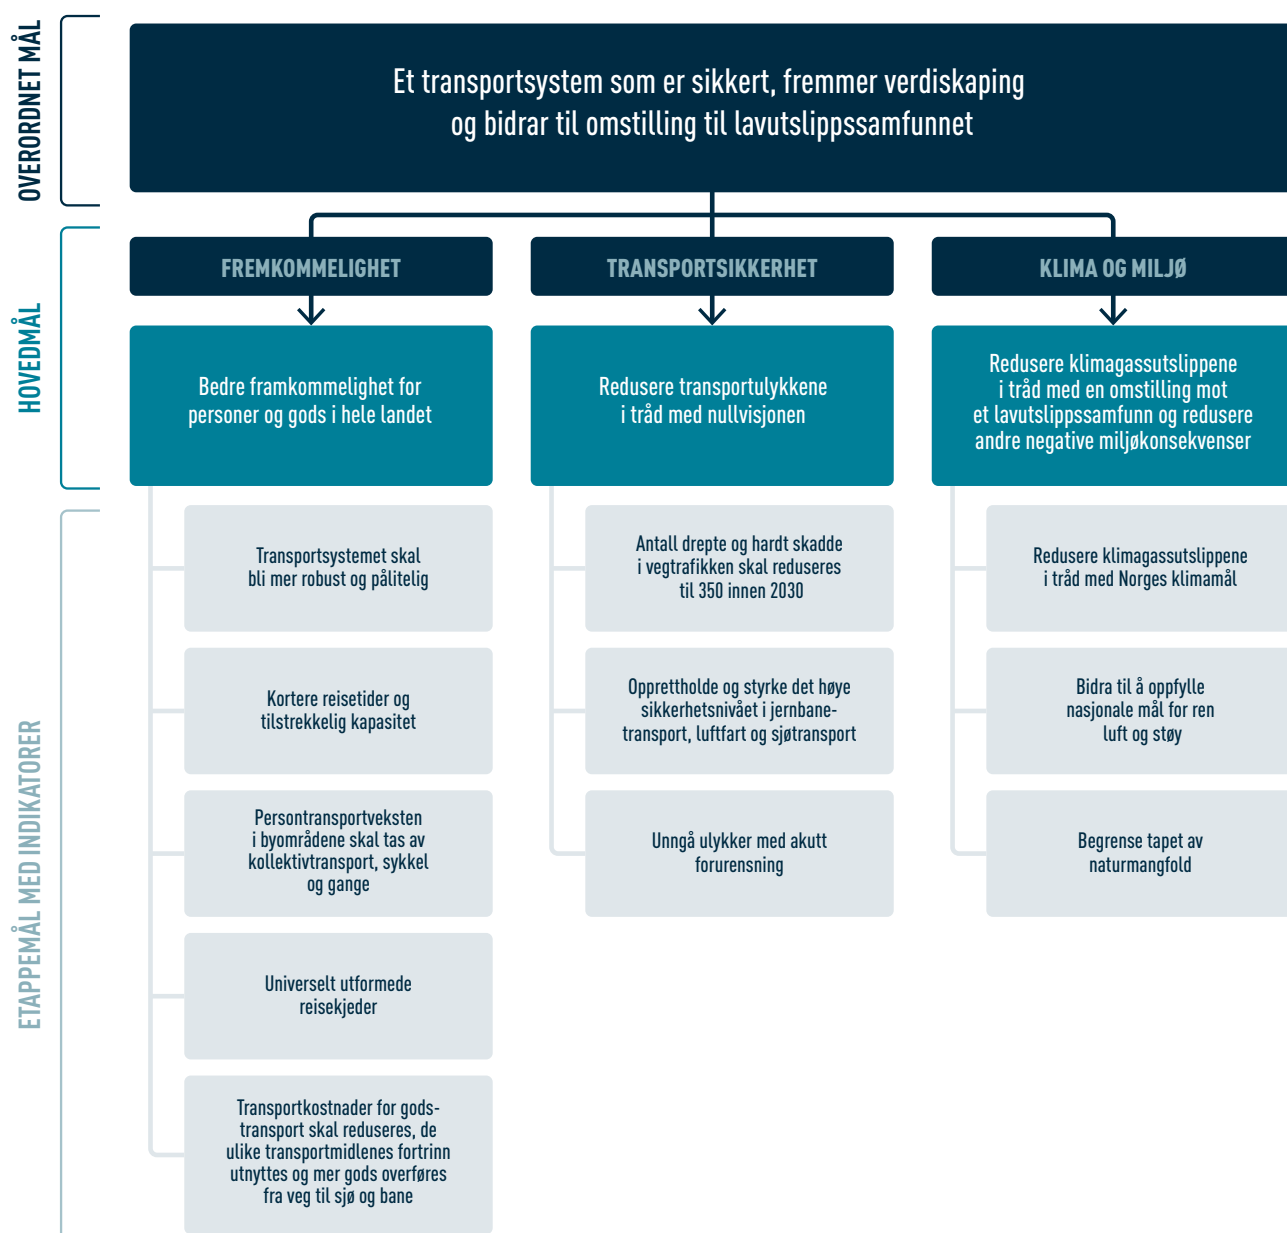 OVERORDNET MÅL
Et transportsystem som er sikkert, fremmer verdiskaping
og bidrar til omstilling til lavutslippssamfunnet
HOVEDMÅL
FREMKOMMELIGHET
Bedre framkommelighet for
personer og gods i hele landet
TRANSPORTSIKKERHET
Redusere transportulykkene
i tråd med nullvisjonen
KLIMA OG MILJØ
Redusere klimagassutslippene
i tråd med en omstilling mot
et lavutslippssamfunn og redusere
andre negative miljøkonsekvenser
ETAPPEMÅL MED INDIKATORER
Transportsystemet skal
bli mer robust og pålitelig
Kortere reisetider og
tilstrekkelig kapasitet
Persontransportveksten
i byområdene skal tas av
kollektivtransport, sykkel
og gange
Universelt utformede
reisekjeder
Transportkostnader for gods-
transport skal reduseres, de
ulike transportmidlenes fortrinn
utnyttes og mer gods overføres
fra veg til sjø og bane
Antall drepte og hardt skadde
i vegtrafikken skal reduseres
til 350 innen 2030
Opprettholde og styrke det høye
sikkerhetsnivået i jernbane-
transport, luftfart og sjøtransport
Unngå ulykker med akutt
forurensning
Redusere klimagassutslippene
i tråd med Norges klimamål
Bidra til å oppfylle
nasjonale mål for ren
luft og støy
Begrense tapet av
naturmangfold